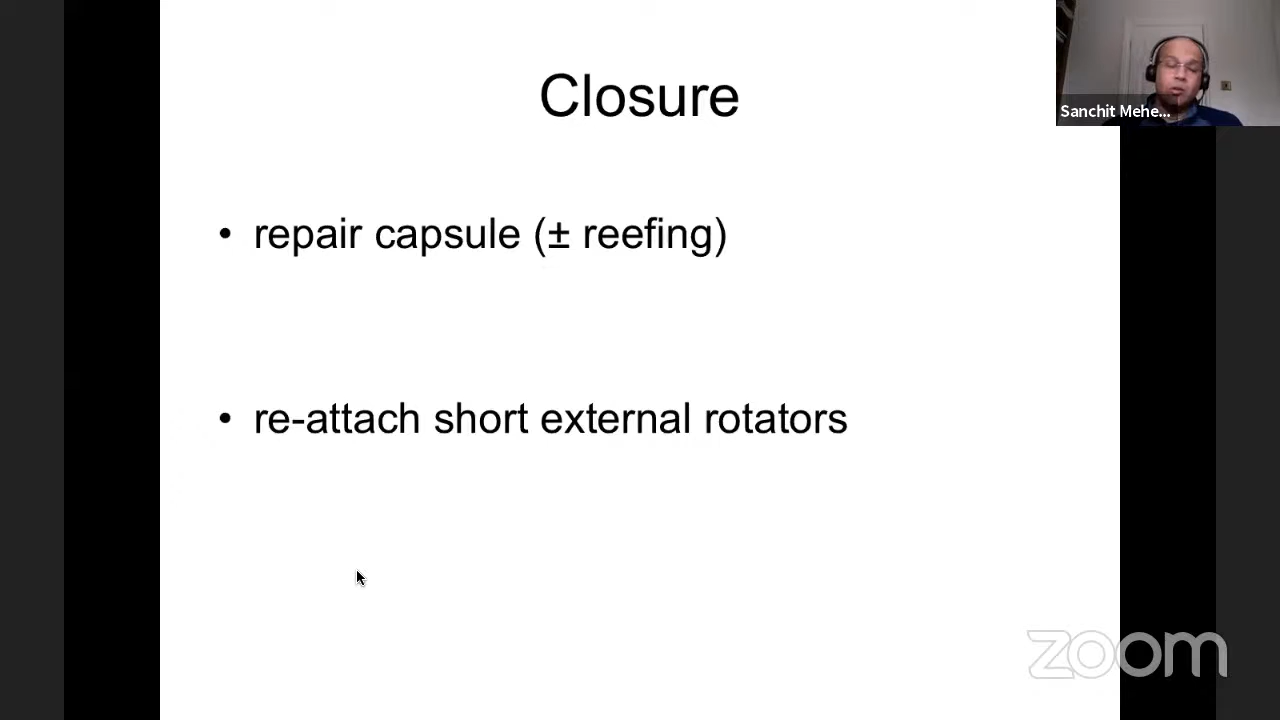 Closure
Sanchit Mehe...
• repair capsule (± reefing)
• re-attach short external rotators
zoom